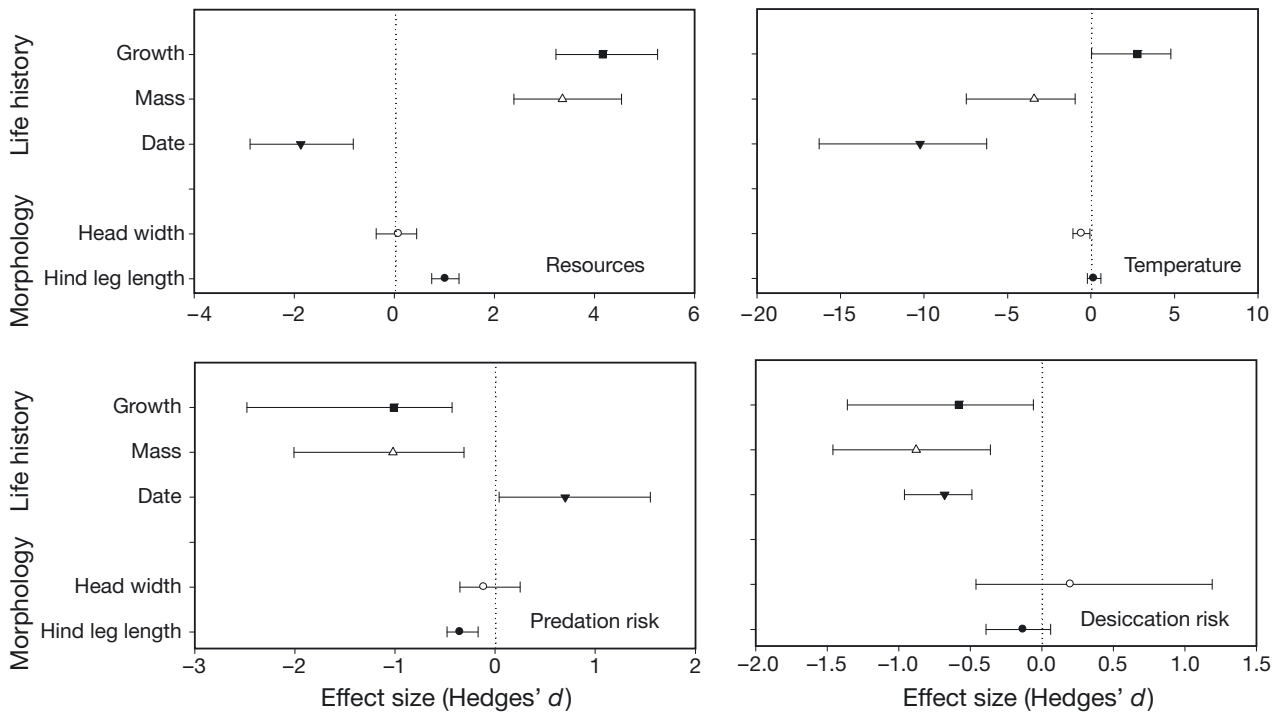 Life history
Growth
Mass
Date
Morphology
Head width
Hind leg length
Resources
−4 −2 0 2 4 6
Temperature
−20 −15 −10 −5 0 5 10
Life history
Growth
Mass
Date
Morphology
Head width
Hind leg length
Predation risk
−3 −2 −1 0 1 2
Effect size (Hedges’ d)
Desiccation risk
−2.0 −1.5 −1.0 −0.5 0.0 0.5 1.0 1.5
Effect size (Hedges’ d)